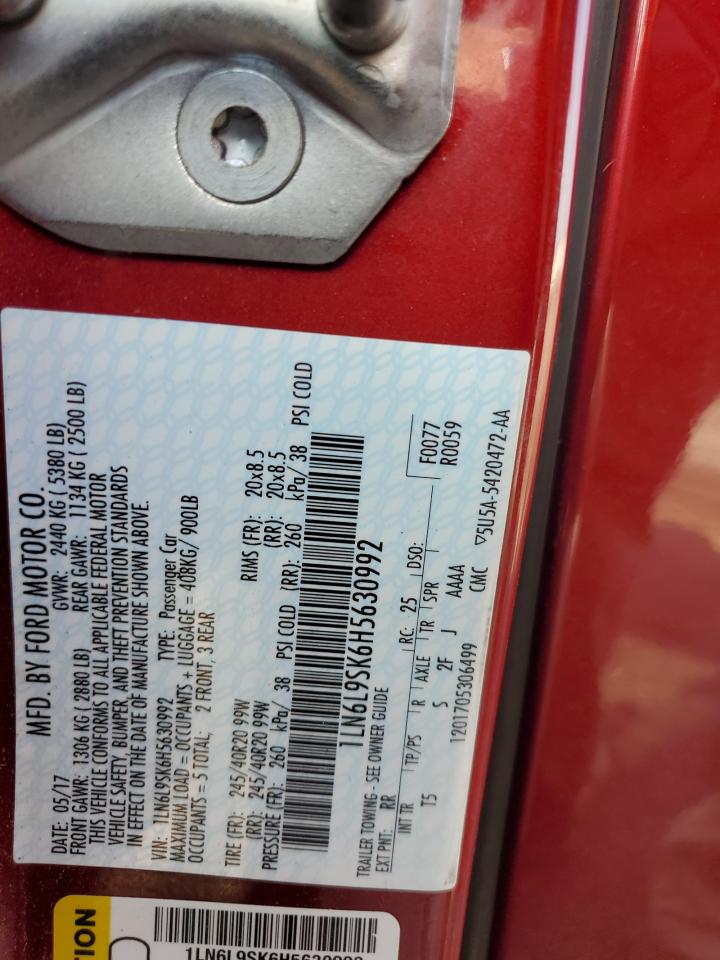 MFD. BY FORD MOTOR CO.
DATE: 05/17 GVWR: 2440 KG ( 5380 LB)
FRONT GAWR: 1306 KG ( 2880 LB) REAR GAWR: 1134 KG ( 2500 LB)
THIS VEHICLE CONFORMS TO ALL APPLICABLE FEDERAL MOTOR
VEHICLE SAFETY, BUMPER, AND THEFT PREVENTION STANDARDS
IN EFFECT ON THE DATE OF MANUFACTURE SHOWN ABOVE.
VIN: 1LN6L9SK6H5630992 TYPE: Passenger Car
MAXIMUM LOAD = OCCUPANTS + LUGGAGE = 408KG/ 900LB
OCCUPANTS = 5 TOTAL; 2 FRONT, 3 REAR
TIRE (FR): 245/40R20 99W RIMS (FR): 20x8.5
(RR): 245/40R20 99W (RR): 20x8.5
PRESSURE (FR): 260 kPa/ 38 PSI COLD (RR): 260 kPa/ 38 PSI COLD
1LN6L9SK6H5630992
TRAILER TOWING - SEE OWNER GUIDE
EXT PNT: RR RC: 25 DSO: F0077
R0059
INT TR TP/PS R AXLE TR SPR
T5 S 2F J AAAA
1201705306499 CMC ▽5U5A-5420472-AA
TION
1LN6L9SK6H5630992